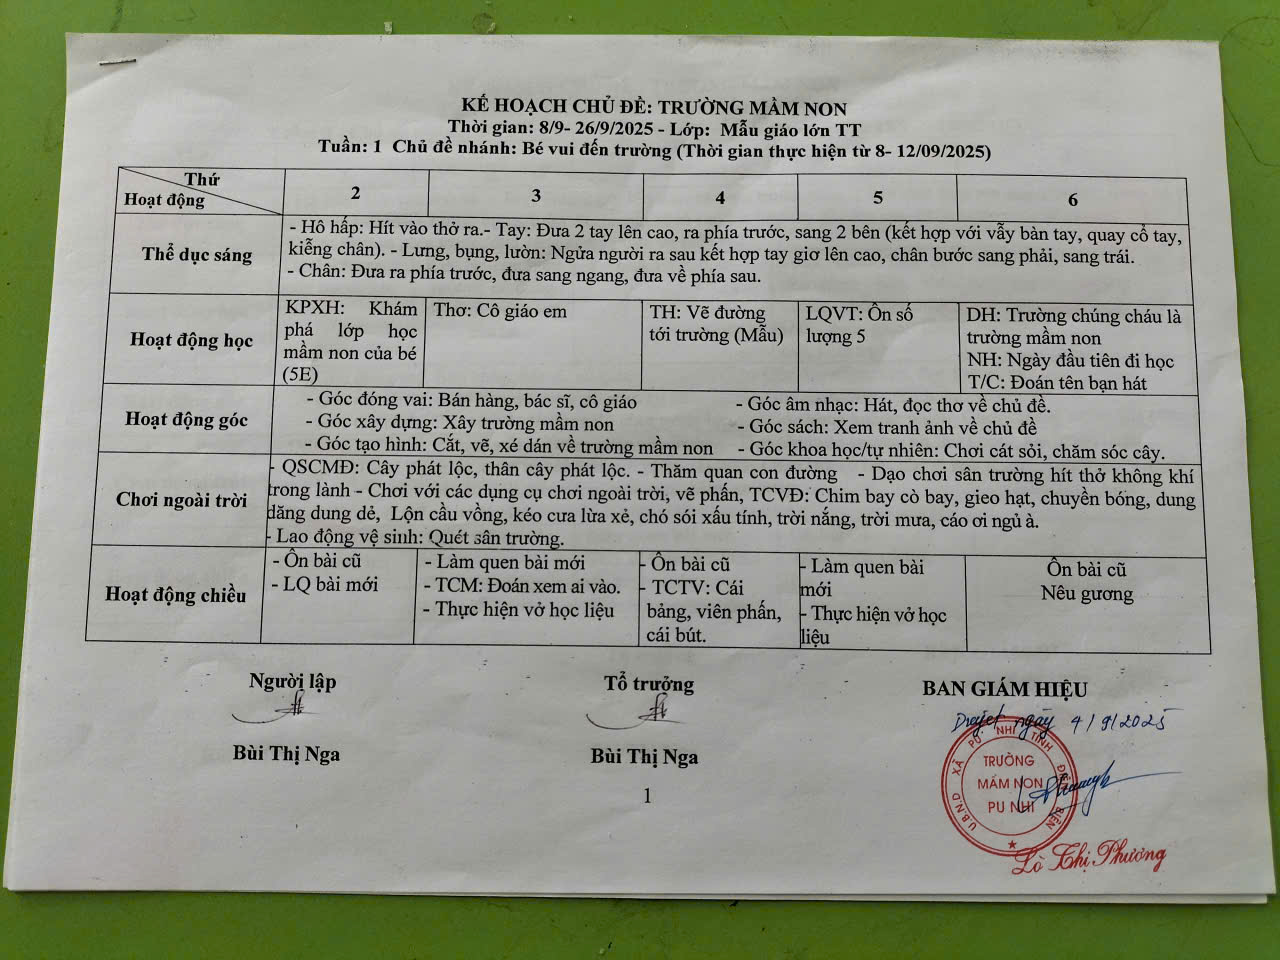 KẾ HOẠCH CHỦ ĐỀ: TRƯỜNG MẦM NON
Thời gian: 8/9- 26/9/2025 - Lớp: Mẫu giáo lớn TT
Tuần: 1 Chủ đề nhánh: Bé vui đến trường (Thời gian thực hiện từ 8- 12/09/2025)
Thứ
Hoạt động
2
3
4
5
6
Thể dục sáng
- Hô hấp: Hít vào thở ra.- Tay: Đưa 2 tay lên cao, ra phía trước, sang 2 bên (kết hợp với vẫy bàn tay, quay cổ tay,
kiễng chân). - Lưng, bụng, lườn: Ngửa người ra sau kết hợp tay giơ lên cao, chân bước sang phải, sang trái.
- Chân: Đưa ra phía trước, đưa sang ngang, đưa về phía sau.
Hoạt động học
KPXH: Khám
phá lớp học
mầm non của bé
(5E)
Thơ: Cô giáo em
TH: Vẽ đường
tới trường (Mẫu)
LQVT: Ôn số
lượng 5
DH: Trường chúng cháu là
trường mầm non
NH: Ngày đầu tiên đi học
T/C: Đoán tên bạn hát
Hoạt động góc
- Góc đóng vai: Bán hàng, bác sĩ, cô giáo
- Góc xây dựng: Xây trường mầm non
- Góc tạo hình: Cắt, vẽ, xé dán về trường mầm non
- Góc âm nhạc: Hát, đọc thơ về chủ đề.
- Góc sách: Xem tranh ảnh về chủ đề
- Góc khoa học/tự nhiên: Chơi cát sỏi, chăm sóc cây.
Chơi ngoài trời
- QSCMĐ: Cây phát lộc, thân cây phát lộc. - Thăm quan con đường - Dạo chơi sân trường hít thở không khí
trong lành - Chơi với các dụng cụ chơi ngoài trời, vẽ phấn, TCVĐ: Chim bay cò bay, gieo hạt, chuyền bóng, dung
dăng dung dẻ, Lộn cầu vồng, kéo cưa lừa xẻ, chó sói xấu tính, trời nắng, trời mưa, cáo ơi ngủ à.
- Lao động vệ sinh: Quét sân trường.
Hoạt động chiều
- Ôn bài cũ
- LQ bài mới
- Làm quen bài mới
- TCM: Đoán xem ai vào.
- Thực hiện vở học liệu
- Ôn bài cũ
- TCTV: Cái
bảng, viên phấn,
cái bút.
- Làm quen bài
mới
- Thực hiện vở học
liệu
Ôn bài cũ
Nêu gương
Người lập
Bùi Thị Nga
Tổ trưởng
Bùi Thị Nga
BAN GIÁM HIỆU
Duyệt ngày 4/9/2025
U.B.N.D XÃ PU NHI TỈNH ĐIỆN BIÊN
TRƯỜNG
MẦM NON
PU NHI
Lò Thị Phương
1